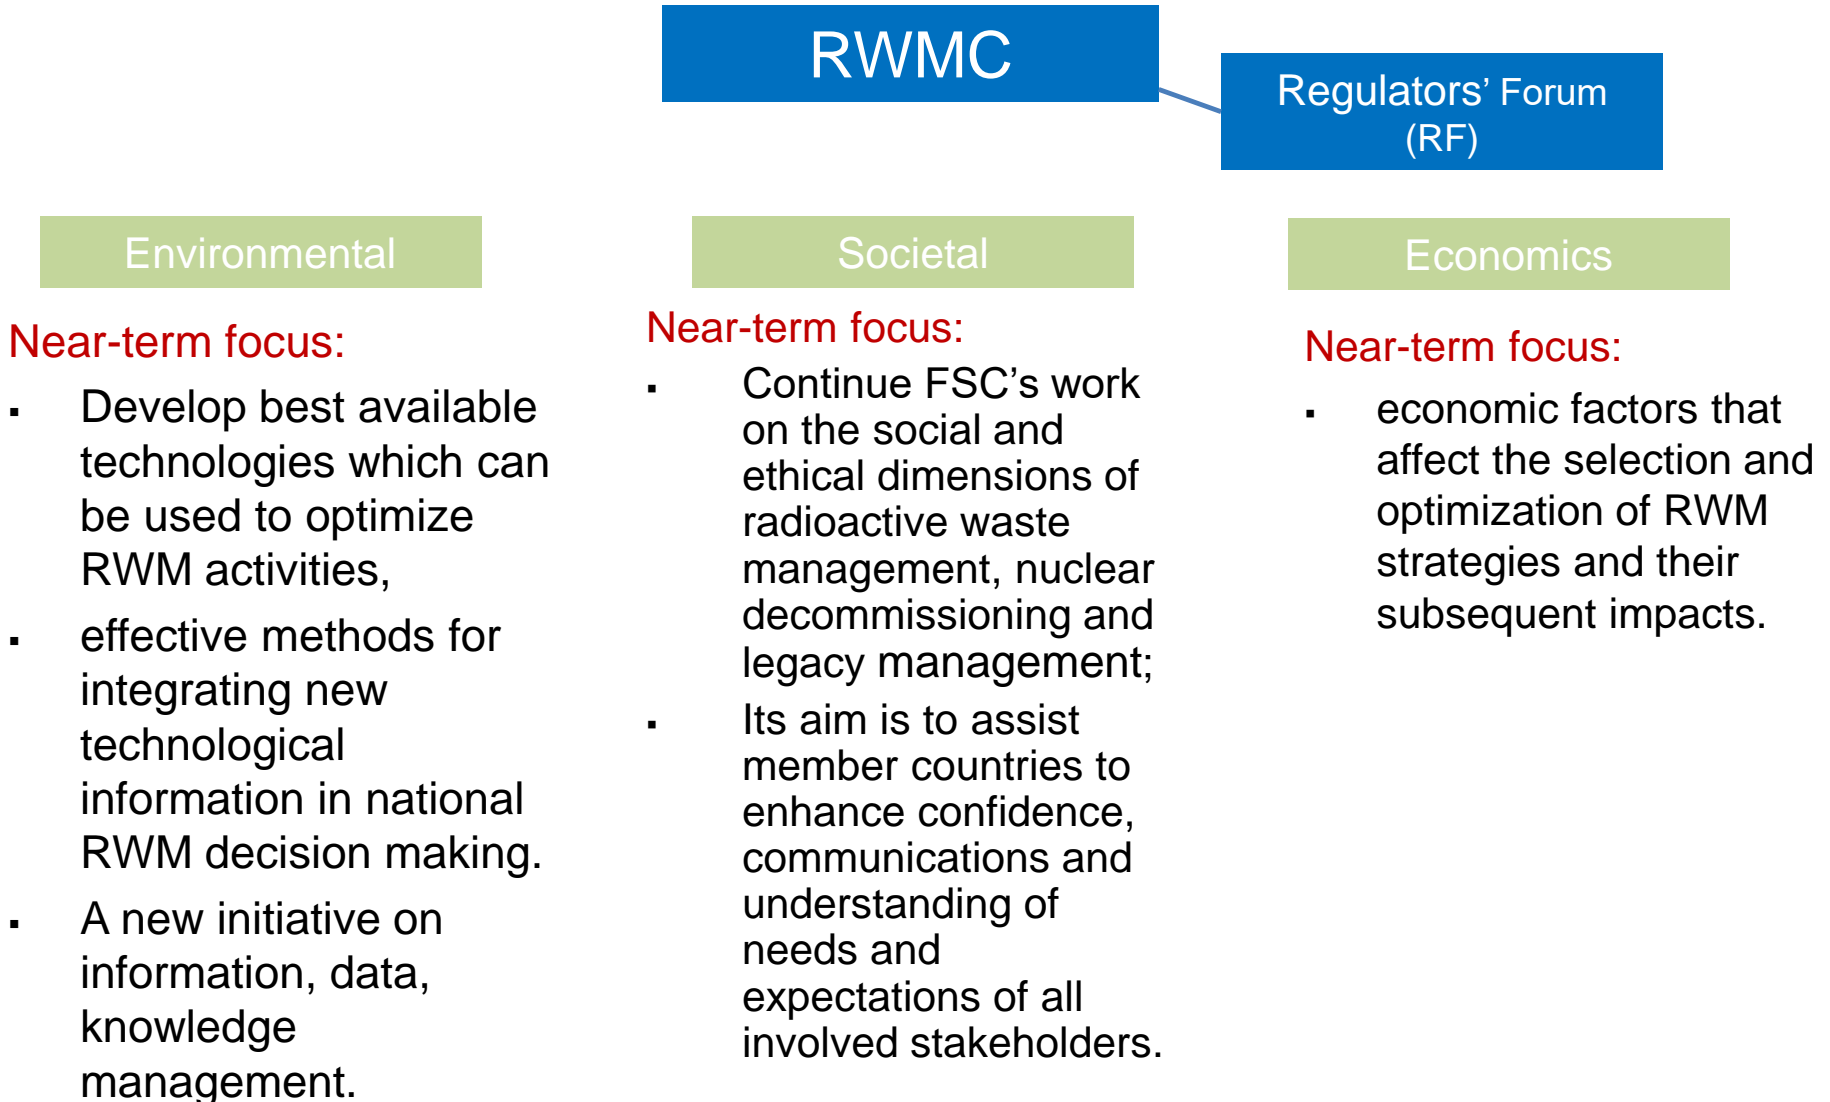 RWMC
Regulators’ Forum
(RF)
Environmental
Near-term focus:
▪ Develop best available
technologies which can
be used to optimize
RWM activities,
▪ effective methods for
integrating new
technological
information in national
RWM decision making.
▪ A new initiative on
information, data,
knowledge
management.
Societal
Near-term focus:
▪ Continue FSC’s work
on the social and
ethical dimensions of
radioactive waste
management, nuclear
decommissioning and
legacy management;
▪ Its aim is to assist
member countries to
enhance confidence,
communications and
understanding of
needs and
expectations of all
involved stakeholders.
Economics
Near-term focus:
▪ economic factors that
affect the selection and
optimization of RWM
strategies and their
subsequent impacts.